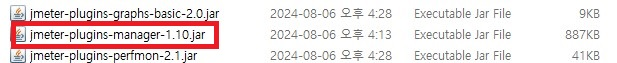 jmeter-plugins-graphs-basic-2.0.jar 2024-08-06 오후 4:28 Executable Jar File 9KB
jmeter-plugins-manager-1.10.jar 2024-08-06 오후 4:13 Executable Jar File 887KB
jmeter-plugins-perfmon-2.1.jar 2024-08-06 오후 4:28 Executable Jar File 41KB